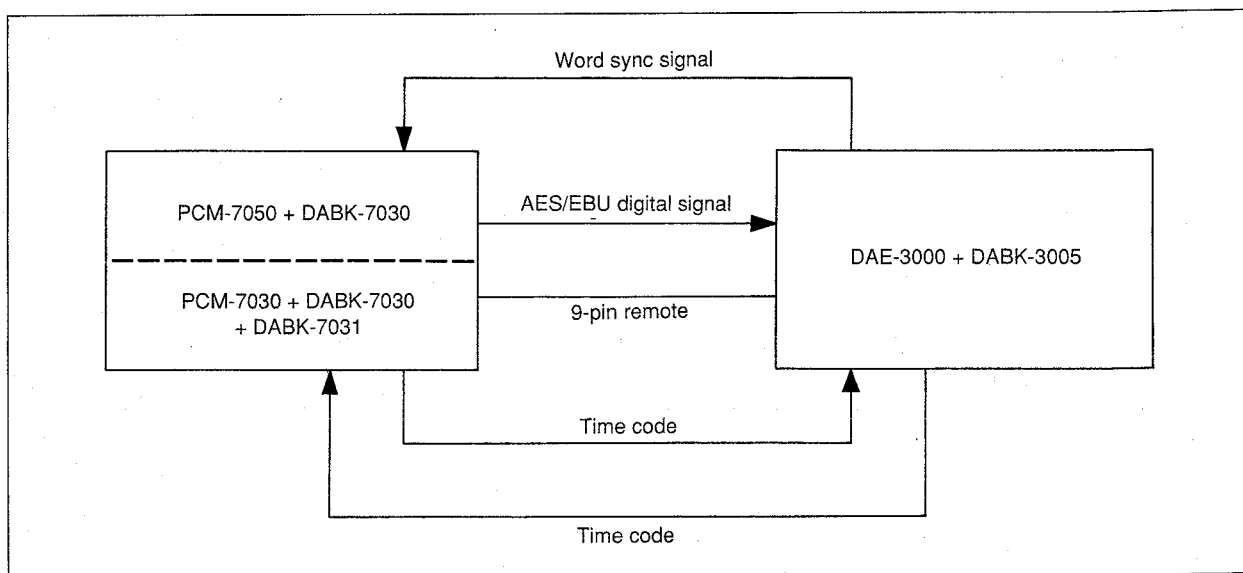 Word sync signal
PCM-7050 + DABK-7030
AES/EBU digital signal
DAE-3000 + DABK-3005
PCM-7030 + DABK-7030
+ DABK-7031
9-pin remote
Time code
Time code